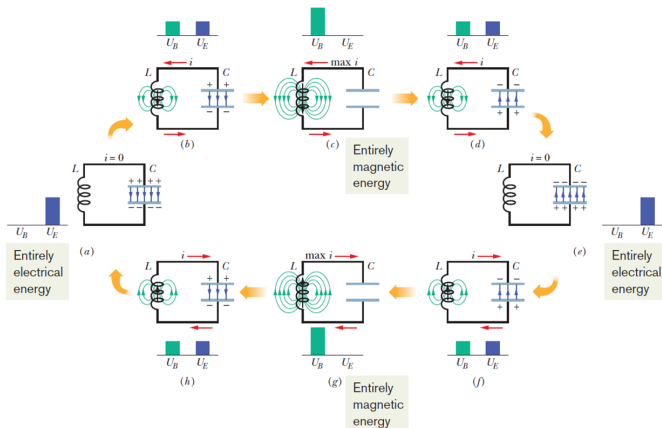 U_B U_E
U_B U_E
U_B U_E
i
L C
+ +
− −
(b)
max i
L C
(c)
Entirely
magnetic
energy
i
L C
− −
+ +
(d)
i = 0
L C
+ + + +
− − − −
(a)
U_B U_E
Entirely
electrical
energy
i = 0
L C
− − − −
+ + + +
(e)
U_B U_E
Entirely
electrical
energy
i
L C
+ +
− −
U_B U_E
(h)
max i
L C
U_B U_E
(g)
Entirely
magnetic
energy
i
L C
− −
+ +
U_B U_E
(f)